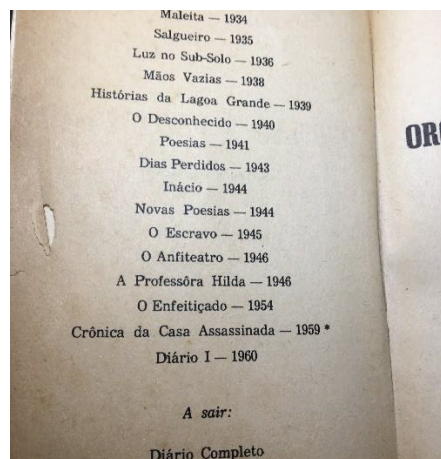 Maleita — 1934
Salgueiro — 1935
Luz no Sub-Solo — 1936
Mãos Vazias — 1938
Histórias da Lagoa Grande — 1939
O Desconhecido — 1940
Poesias — 1941
Dias Perdidos — 1943
Inácio — 1944
Novas Poesias — 1944
O Escravo — 1945
O Anfiteatro — 1946
A Professôra Hilda — 1946
O Enfeitiçado — 1954
Crônica da Casa Assassinada — 1959 *
Diário I — 1960
A sair:
Diário Completo